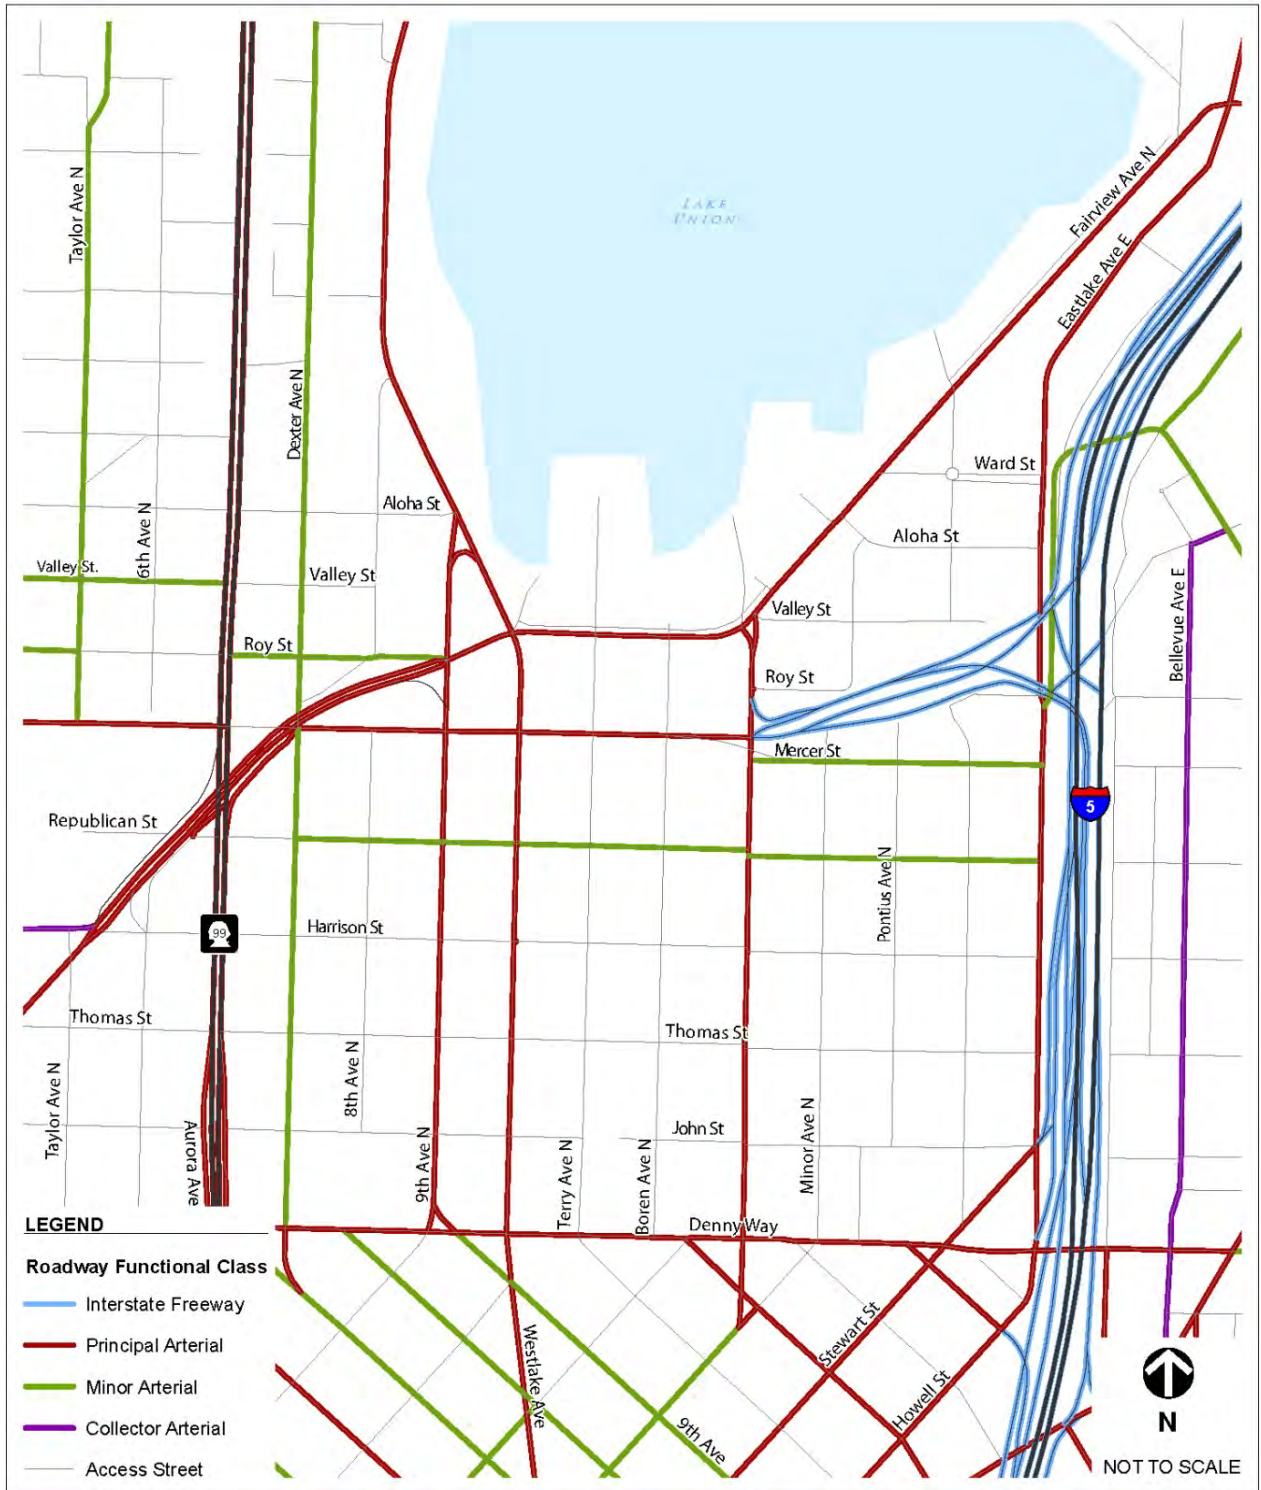 LAKE
UNION
Fairview Ave N
Taylor Ave N
Eastlake Ave E
Dexter Ave N
Ward St
Aloha St
6th Ave N
Aloha St
Valley St.
Valley St
Valley St
Bellevue Ave E
Roy St
Roy St
Mercer St
5
Republican St
Pontius Ave N
99
Harrison St
Thomas St
Thomas St
8th Ave N
Taylor Ave N
Aurora Ave
9th Ave N
John St
Minor Ave N
Terry Ave N
Boren Ave N
Denny Way
Stewart St
Westlake Ave
Howell St
9th Ave
LEGEND
Roadway Functional Class
Interstate Freeway
Principal Arterial
Minor Arterial
Collector Arterial
Access Street
N
NOT TO SCALE